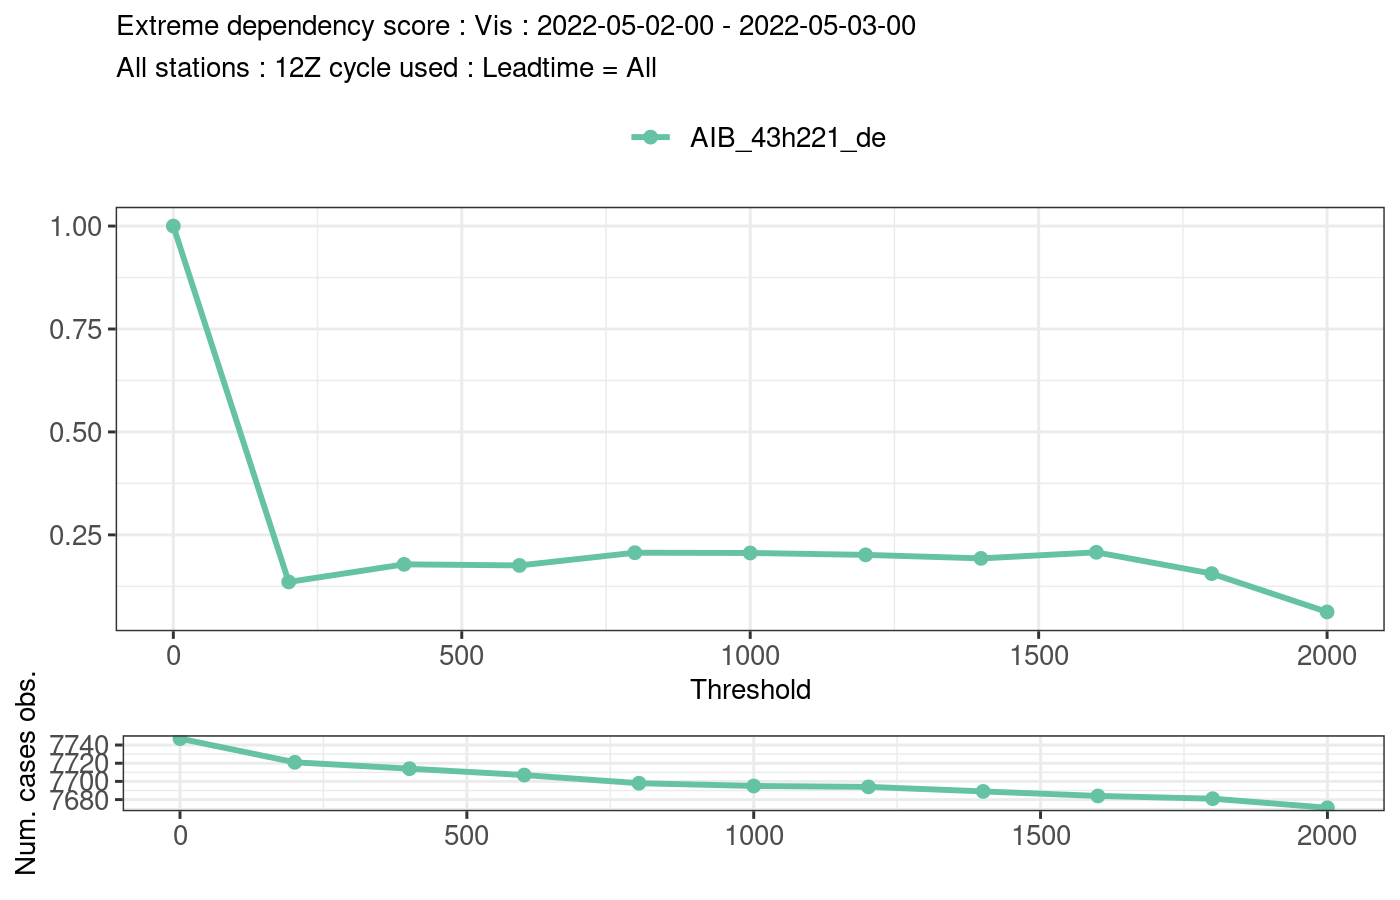 Extreme dependency score : Vis : 2022-05-02-00 - 2022-05-03-00
All stations : 12Z cycle used : Leadtime = All
AIB_43h221_de
1.00
0.75
0.50
0.25
0 500 1000 1500 2000
Threshold
Num. cases obs.
7740
7720
7700
7680
0 500 1000 1500 2000